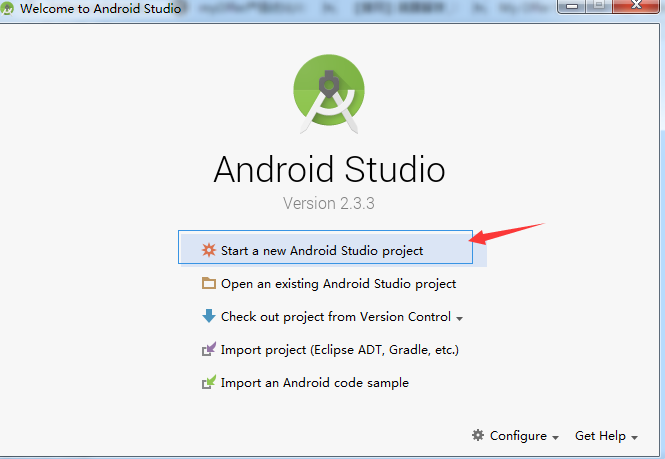 Welcome to Android Studio
Android Studio
Version 2.3.3
Start a new Android Studio project
Open an existing Android Studio project
Check out project from Version Control
Import project (Eclipse ADT, Gradle, etc.)
Import an Android code sample
Configure
Get Help